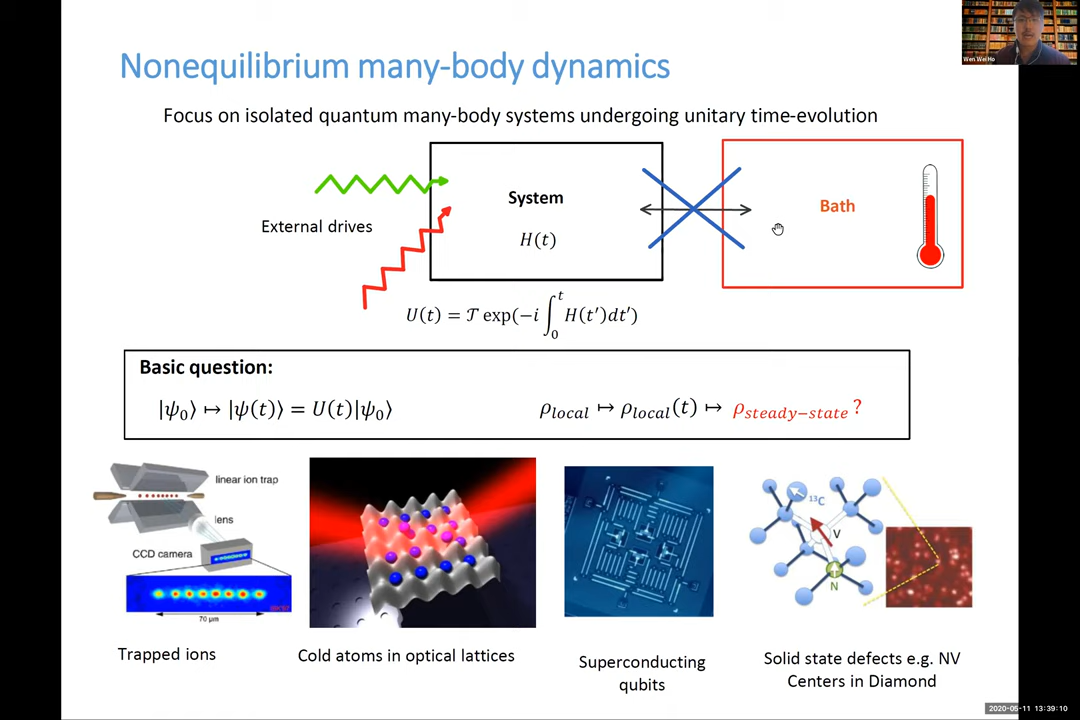 Wen Wei Ho
Nonequilibrium many-body dynamics
Focus on isolated quantum many-body systems undergoing unitary time-evolution
External drives
System
H(t)
Bath
U(t) = 𝒯 exp(−i ∫₀ᵗ H(t′)dt′)
Basic question:
|ψ₀⟩ ↦ |ψ(t)⟩ = U(t)|ψ₀⟩
ρ_local ↦ ρ_local(t) ↦ ρ_steady−state ?
linear ion trap
lens
CCD camera
70 μm
¹³C
V
N
Trapped ions
Cold atoms in optical lattices
Superconducting
qubits
Solid state defects e.g. NV
Centers in Diamond
2020-05-11 13:39:10